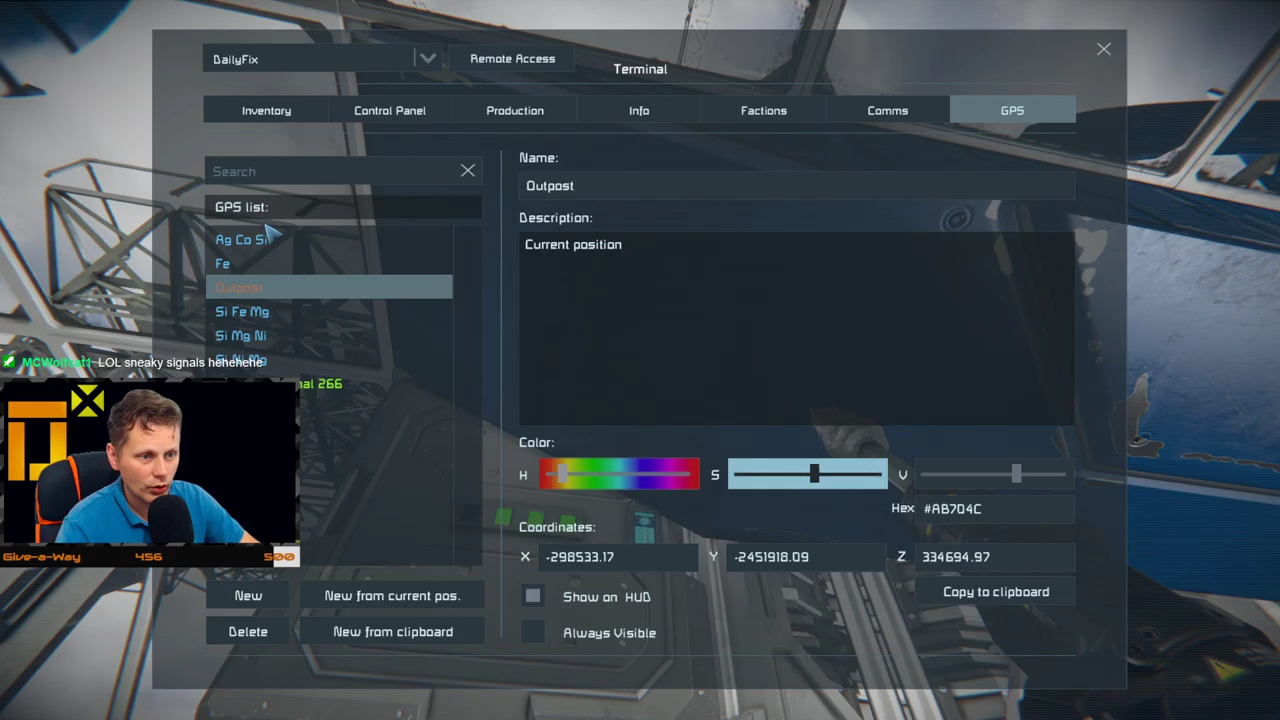 DailyFix
Remote Access
Terminal
Inventory
Control Panel
Production
Info
Factions
Comms
GPS
Search
GPS list:
Ag Co Si
Fe
Outpost
Si Fe Mg
Si Mg Ni
Si Ni Mg
nal 266
MCWolfcat1 LOL sneaky signals hehehehe
Give-a-Way 456 500
New
New from current pos.
Delete
New from clipboard
Name:
Outpost
Description:
Current position
Color:
H
S
V
Hex #AB704C
Coordinates:
X -298533.17
Y -2451918.09
Z 334694.97
Show on HUD
Copy to clipboard
Always Visible